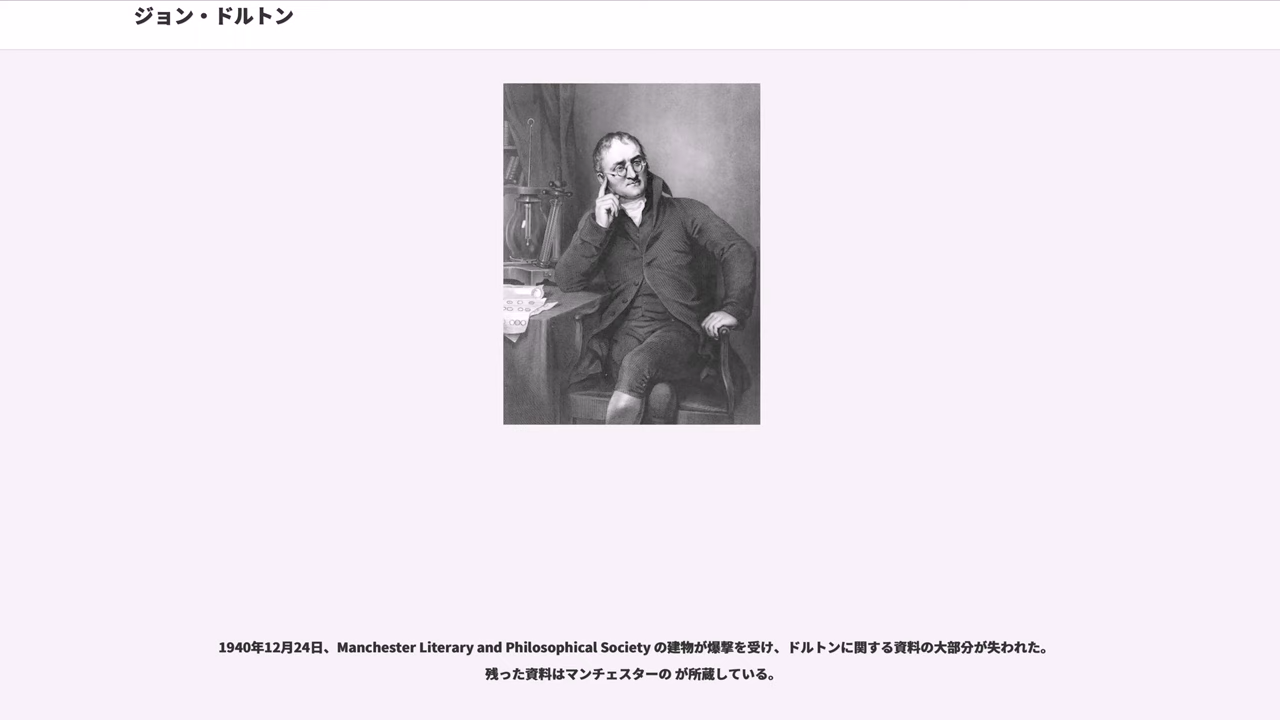 ジョン・ドルトン
1940年12月24日、Manchester Literary and Philosophical Society の建物が爆撃を受け、ドルトンに関する資料の大部分が失われた。
残った資料はマンチェスターの が所蔵している。